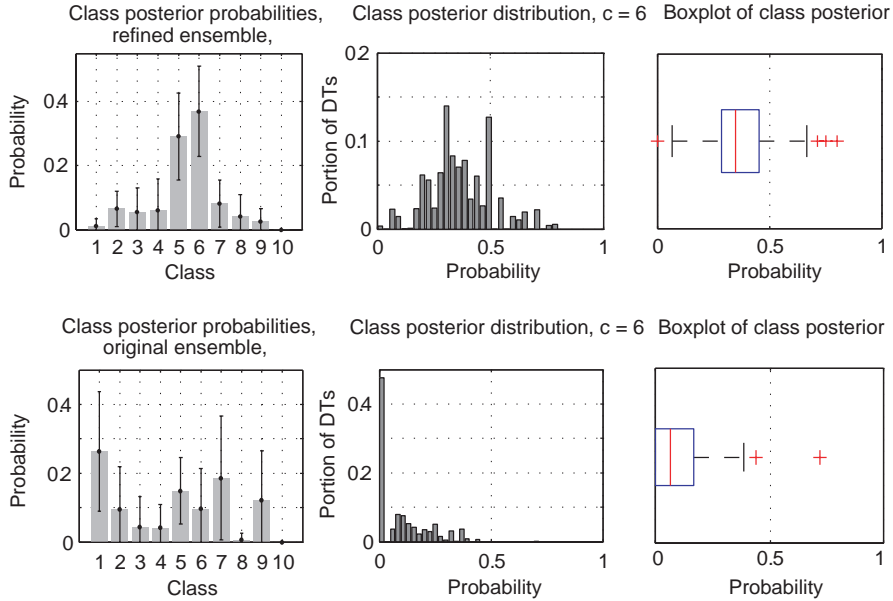 Class posterior probabilities,
refined ensemble,
Probability
0.4
0.2
0
1 2 3 4 5 6 7 8 9 10
Class
Class posterior distribution, c = 6
Portion of DTs
0.2
0.1
0
0 0.5 1
Probability
Boxplot of class posterior
0 0.5 1
Probability
Class posterior probabilities,
original ensemble,
Probability
0.4
0.2
0
1 2 3 4 5 6 7 8 9 10
Class
Class posterior distribution, c = 6
Portion of DTs
0.4
0.2
0
0 0.5 1
Probability
Boxplot of class posterior
0 0.5 1
Probability